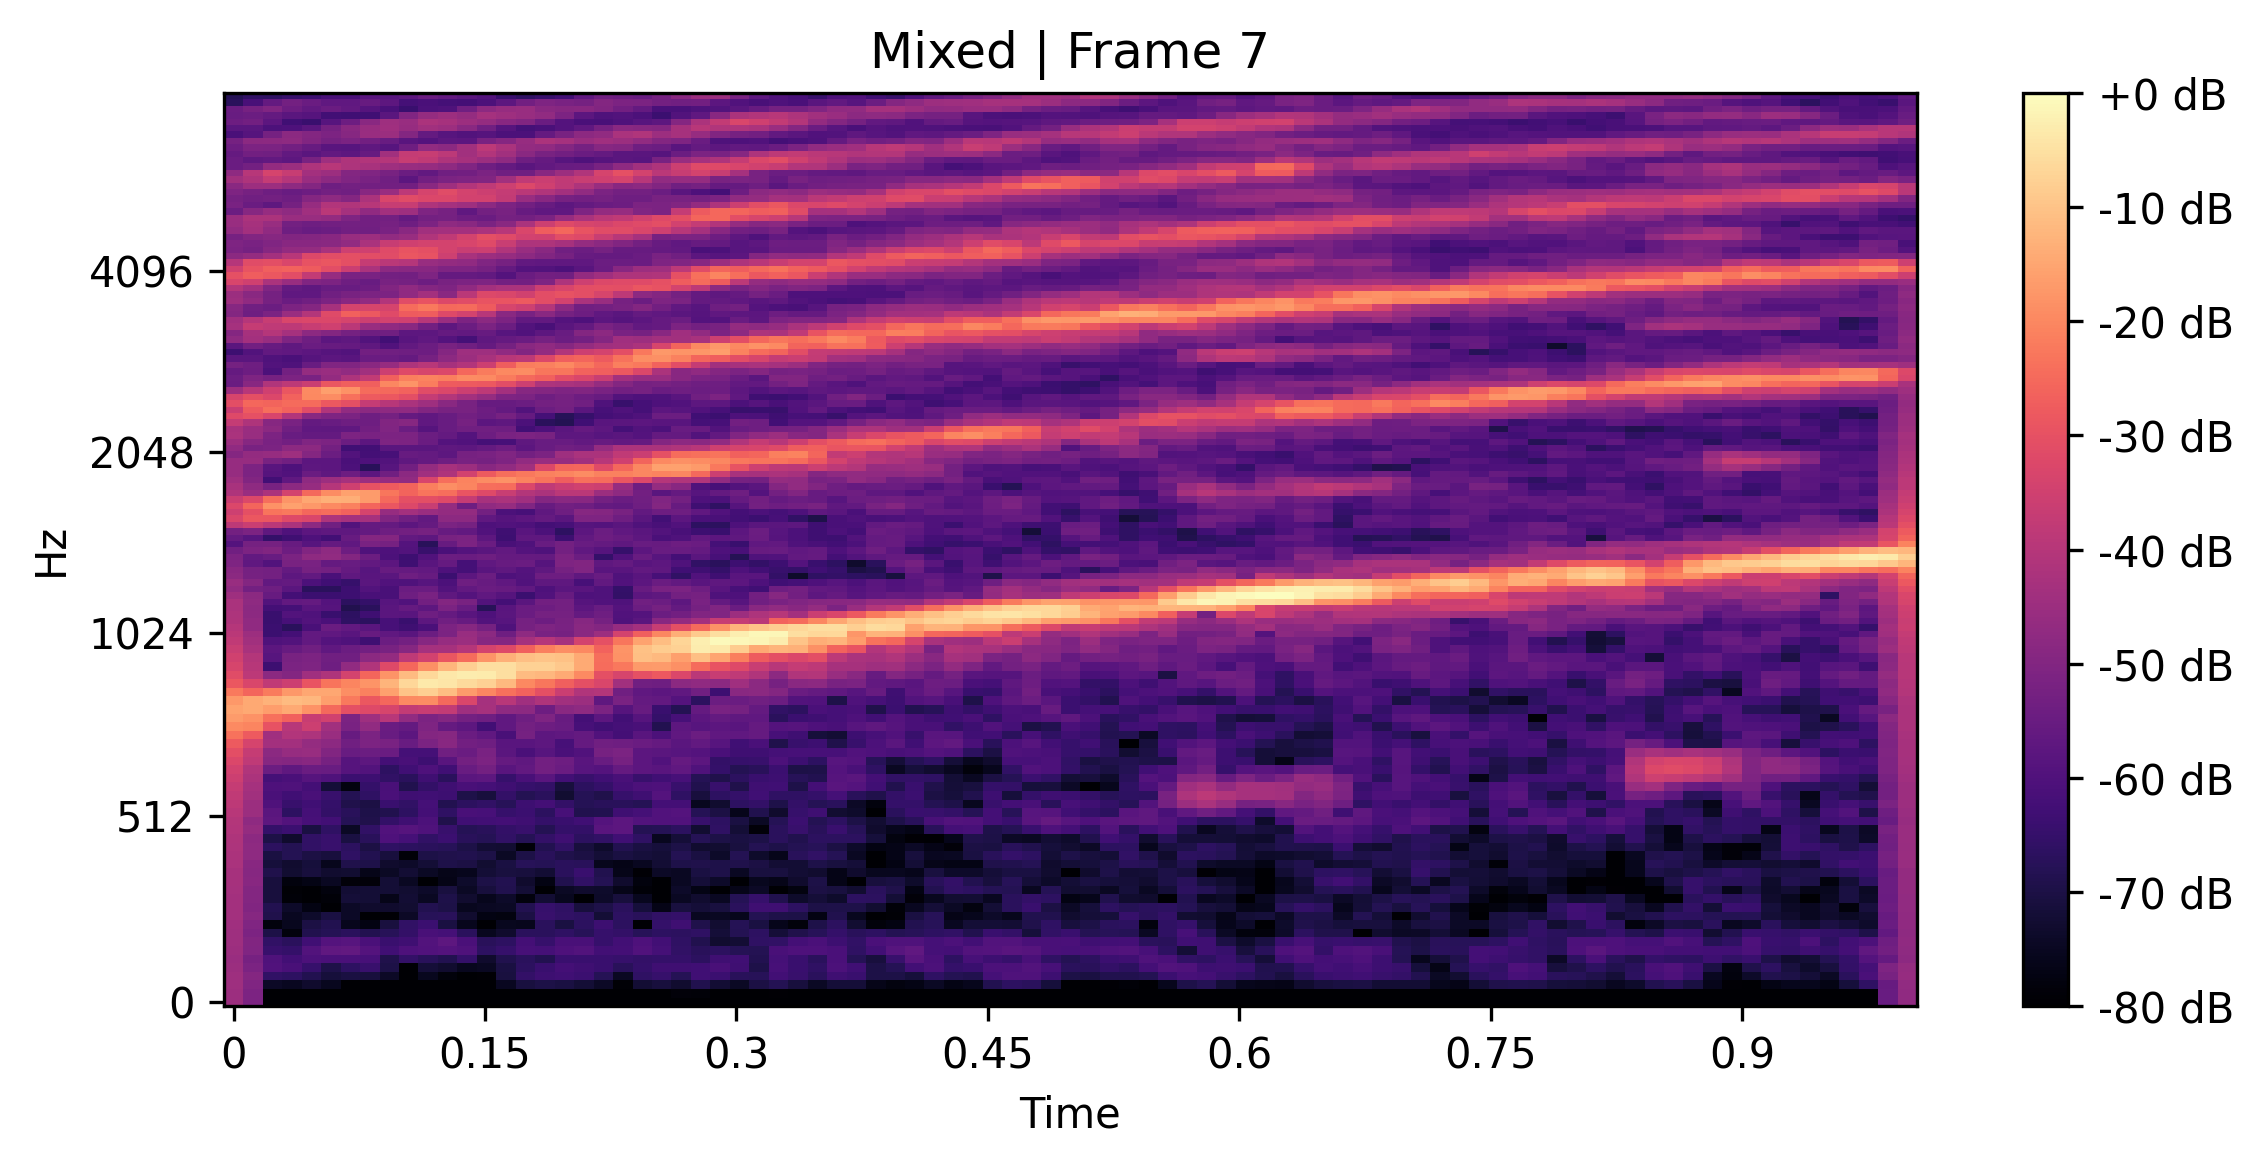 Mixed | Frame 7
Hz
4096
2048
1024
512
0
0 0.15 0.3 0.45 0.6 0.75 0.9
Time
+0 dB
-10 dB
-20 dB
-30 dB
-40 dB
-50 dB
-60 dB
-70 dB
-80 dB